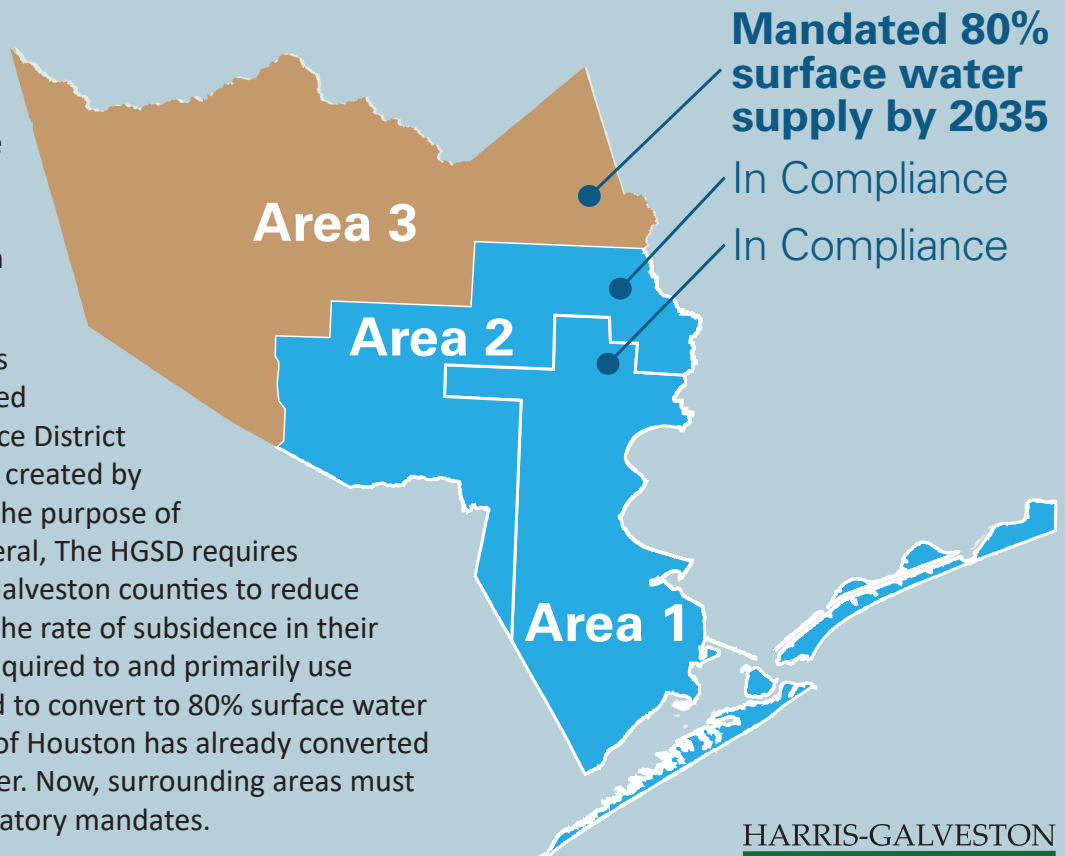 Mandated 80%
surface water
supply by 2035
In Compliance
In Compliance
Area 3
Area 2
Area 1
s
ed
ce District
created by
he purpose of
eral, The HGSD requires
Galveston counties to reduce
he rate of subsidence in their
quired to and primarily use
d to convert to 80% surface water
of Houston has already converted
er. Now, surrounding areas must
atory mandates.
HARRIS-GALVESTON